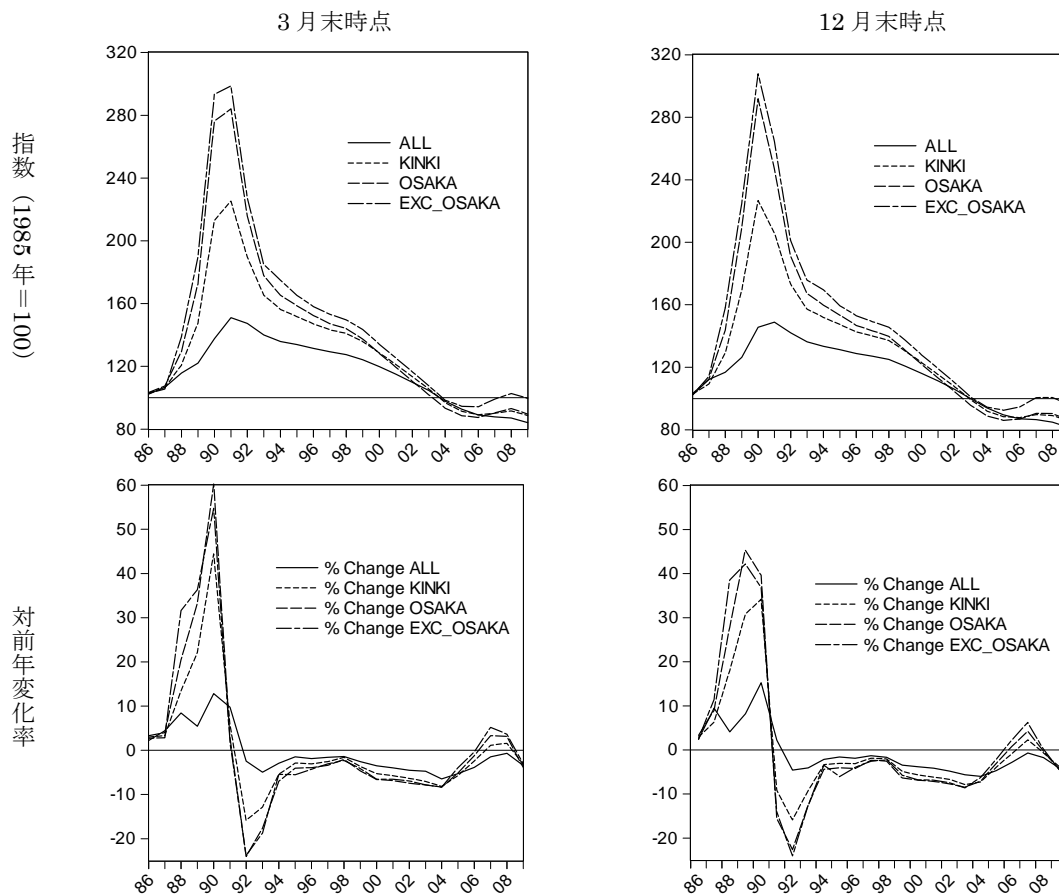 3月末時点
12月末時点
指数（1985年＝100）
320
280
240
200
160
120
80
ALL
KINKI
OSAKA
EXC_OSAKA
86 88 90 92 94 96 98 00 02 04 06 08
320
280
240
200
160
120
80
ALL
KINKI
OSAKA
EXC_OSAKA
86 88 90 92 94 96 98 00 02 04 06 08
対前年変化率
60
50
40
30
20
10
0
-10
-20
% Change ALL
% Change KINKI
% Change OSAKA
% Change EXC_OSAKA
86 88 90 92 94 96 98 00 02 04 06 08
60
50
40
30
20
10
0
-10
-20
% Change ALL
% Change KINKI
% Change OSAKA
% Change EXC_OSAKA
86 88 90 92 94 96 98 00 02 04 06 08